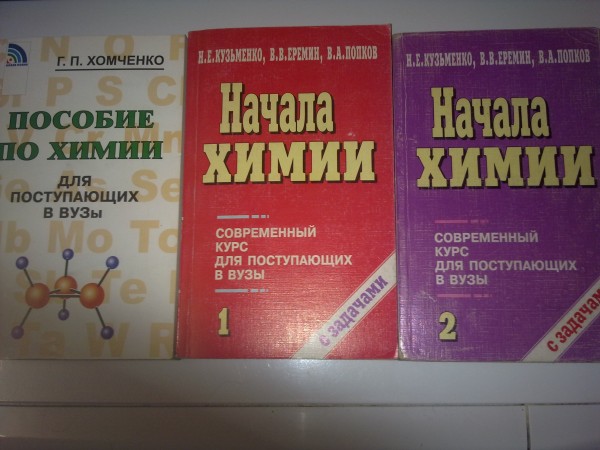 Г. П. ХОМЧЕНКО
ПОСОБИЕ
ПО ХИМИИ
ДЛЯ
ПОСТУПАЮЩИХ
В ВУЗЫ
Н.Е.КУЗЬМЕНКО, В.В.ЕРЕМИН, В.А.ПОПКОВ
Начала
ХИМИИ
СОВРЕМЕННЫЙ
КУРС
ДЛЯ ПОСТУПАЮЩИХ
В ВУЗЫ
1
с задачами
Н.Е.КУЗЬМЕНКО, В.В.ЕРЕМИН, В.А.ПОПКОВ
Начала
ХИМИИ
СОВРЕМЕННЫЙ
КУРС
ДЛЯ ПОСТУПАЮЩИХ
В ВУЗЫ
2
с задачам